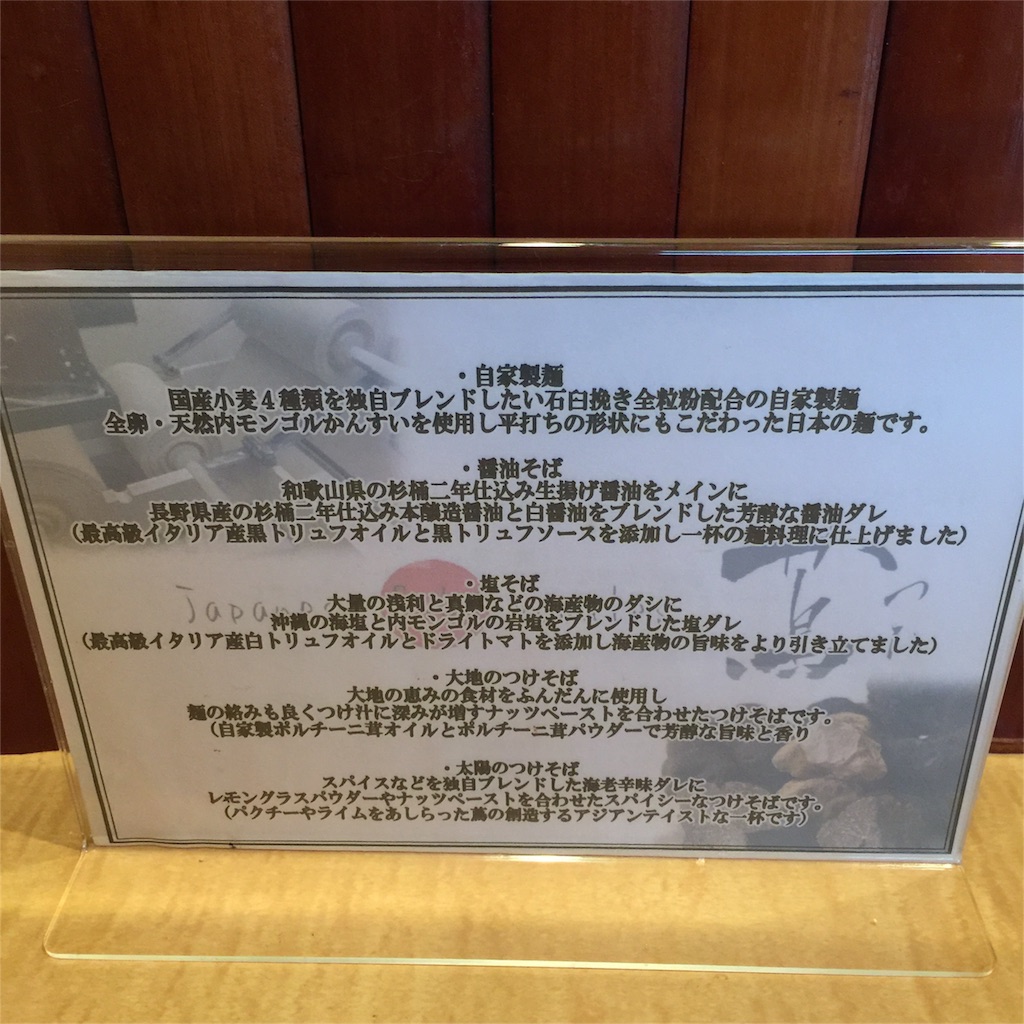 ・自家製麺
国産小麦４種類を独自ブレンドしたい石臼挽き全粒粉配合の自家製麺
全卵・天然内モンゴルかんすいを使用し平打ちの形状にもこだわった日本の麺です。
・醤油そば
和歌山県の杉桶二年仕込み生揚げ醤油をメインに
長野県産の杉桶二年仕込み本醸造醤油と白醤油をブレンドした芳醇な醤油ダレ
（最高級イタリア産黒トリュフオイルと黒トリュフソースを添加し一杯の麺料理に仕上げました）
・塩そば
大量の浅利と真鯛などの海産物のダシに
沖縄の海塩と内モンゴルの岩塩をブレンドした塩ダレ
（最高級イタリア産白トリュフオイルとドライトマトを添加し海産物の旨味をより引き立てました）
・大地のつけそば
大地の恵みの食材をふんだんに使用し
麺の絡みも良くつけ汁に深みが増すナッツペーストを合わせたつけそばです。
（自家製ポルチーニ茸オイルとポルチーニ茸パウダーで芳醇な旨味と香り
・太陽のつけそば
スパイスなどを独自ブレンドした海老辛味ダレに
レモングラスパウダーやナッツペーストを合わせたスパイシーなつけそばです。
（パクチーやライムをあしらった蔦の創造するアジアンテイストな一杯です）